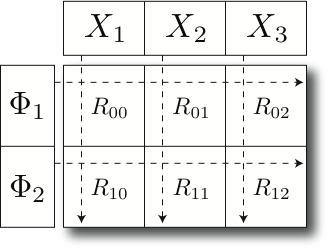 X₁ X₂ X₃
Φ₁ R₀₀ R₀₁ R₀₂
Φ₂ R₁₀ R₁₁ R₁₂